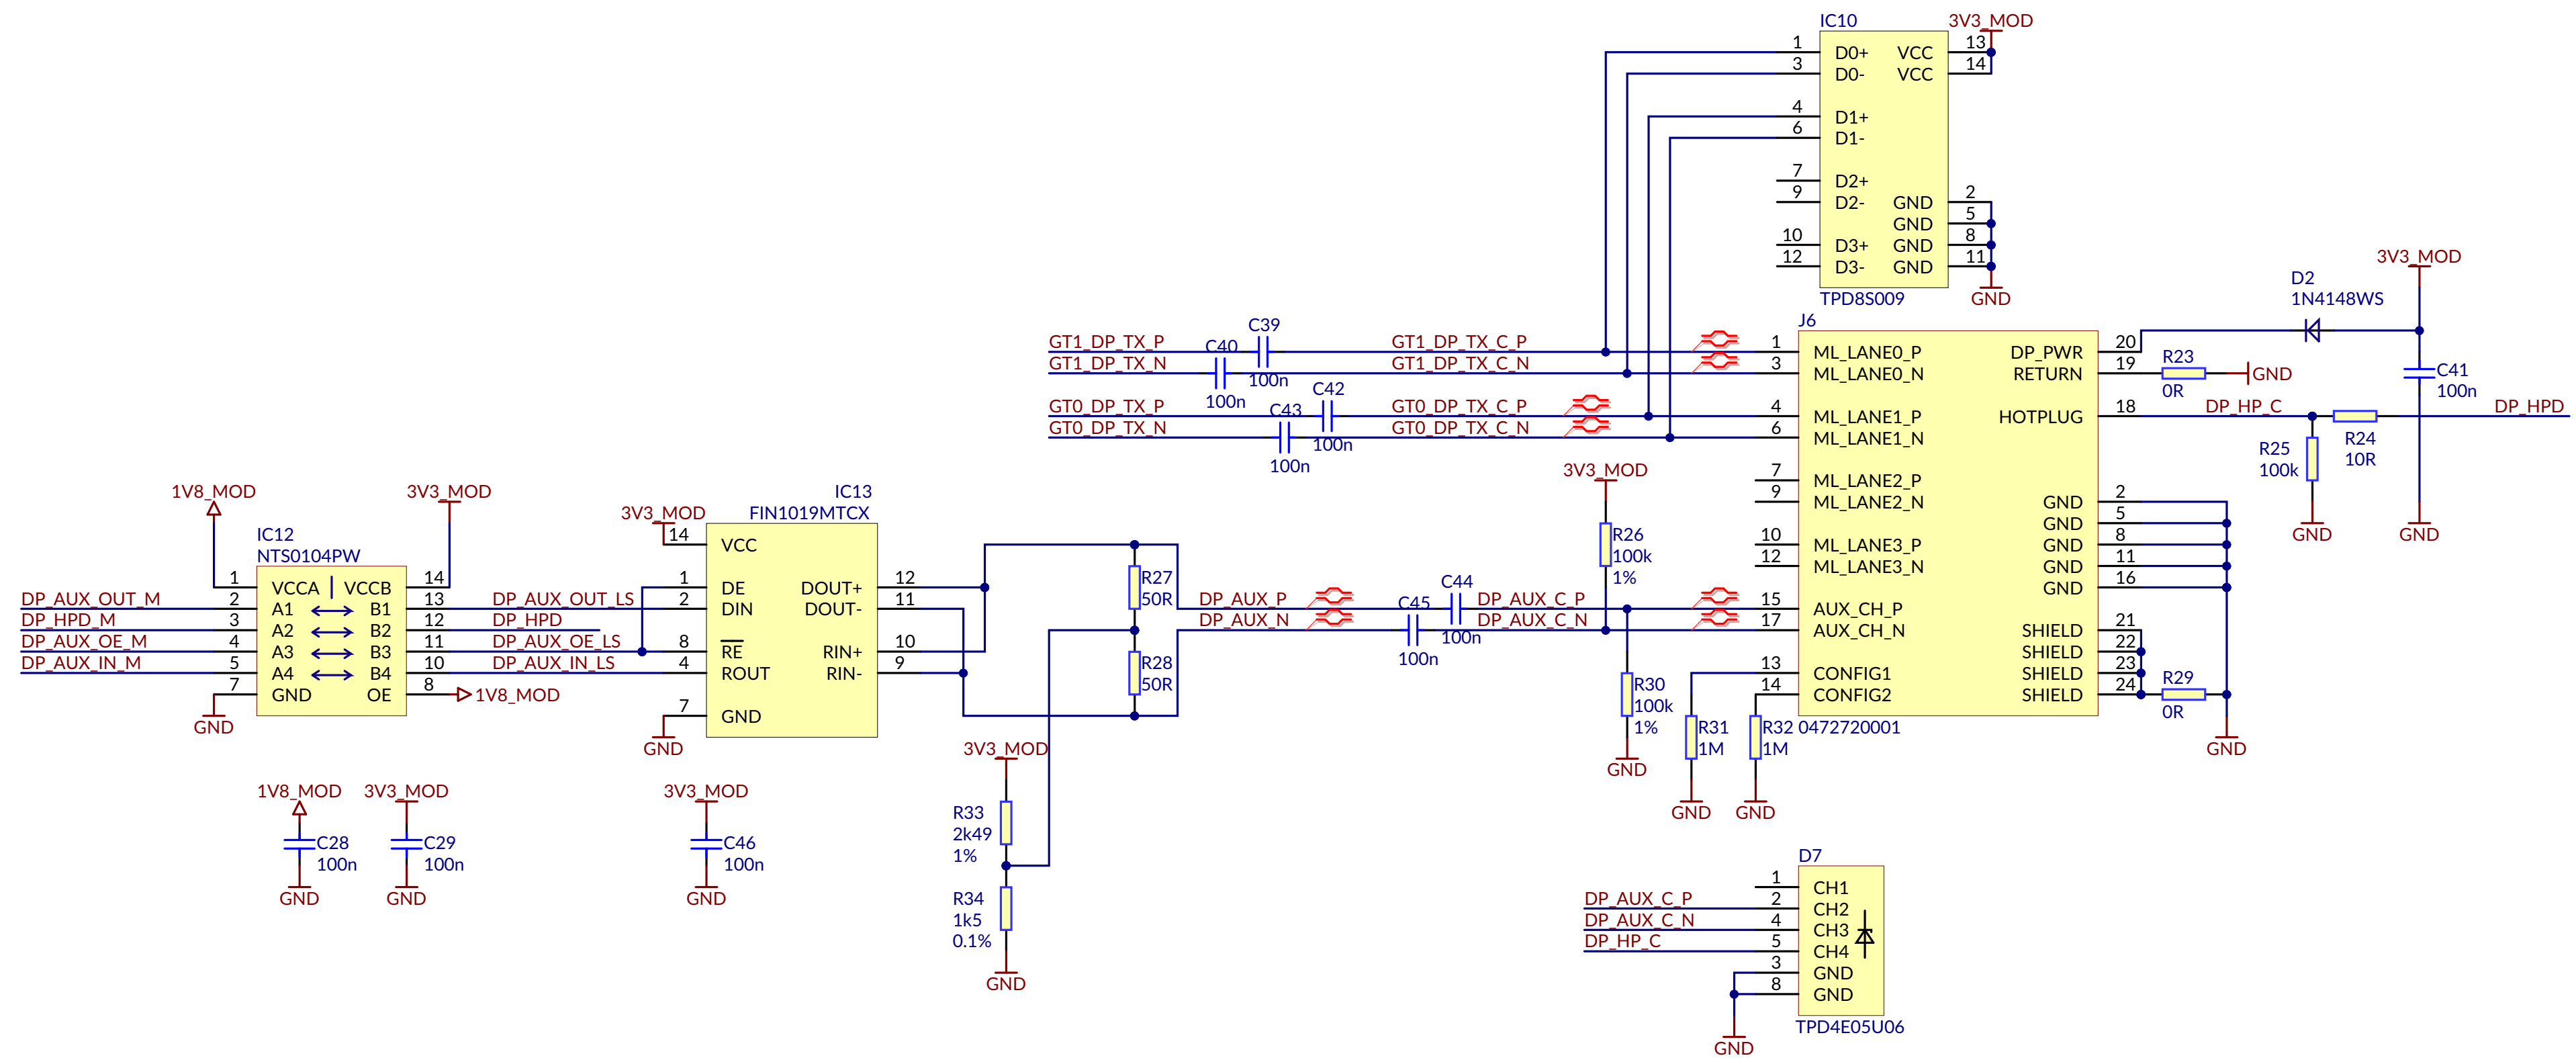 IC10
3V3_MOD
1 D0+ VCC 13
3 D0- VCC 14
4 D1+
6 D1-
7 D2+
9 D2- GND 2
GND 5
10 D3+ GND 8
12 D3- GND 11
TPD8S009
GND
3V3_MOD
D2
1N4148WS
C41
100n
GND
J6
1 ML_LANE0_P DP_PWR 20
3 ML_LANE0_N RETURN 19
4 ML_LANE1_P HOTPLUG 18
6 ML_LANE1_N
7 ML_LANE2_P
9 ML_LANE2_N GND 2
GND 5
10 ML_LANE3_P GND 8
12 ML_LANE3_N GND 11
GND 16
15 AUX_CH_P
17 AUX_CH_N SHIELD 21
SHIELD 22
13 CONFIG1 SHIELD 23
14 CONFIG2 SHIELD 24
0472720001
R23
0R
GND
DP_HP_C
DP_HPD
R25
100k
R24
10R
GND
R29
0R
GND
GT1_DP_TX_P
C40
C39
GT1_DP_TX_C_P
GT1_DP_TX_N
100n
GT1_DP_TX_C_N
100n
C42
GT0_DP_TX_P
C43
GT0_DP_TX_C_P
GT0_DP_TX_N
100n
GT0_DP_TX_C_N
100n
3V3_MOD
R26
100k
1%
DP_AUX_P
C45
C44
DP_AUX_C_P
DP_AUX_N
100n
DP_AUX_C_N
100n
R30
100k
1%
GND
R31
1M
GND
R32
1M
GND
1V8_MOD
3V3_MOD
IC12
NTS0104PW
1 VCCA VCCB 14
DP_AUX_OUT_M 2 A1 B1 13 DP_AUX_OUT_LS
DP_HPD_M 3 A2 B2 12 DP_HPD
DP_AUX_OE_M 4 A3 B3 11 DP_AUX_OE_LS
DP_AUX_IN_M 5 A4 B4 10 DP_AUX_IN_LS
7 GND OE 8 1V8_MOD
GND
IC13
FIN1019MTCX
3V3_MOD
14 VCC
1 DE DOUT+ 12
2 DIN DOUT- 11
8 RE RIN+ 10
4 ROUT RIN- 9
7 GND
GND
R27
50R
R28
50R
1V8_MOD
C28
100n
GND
3V3_MOD
C29
100n
GND
3V3_MOD
C46
100n
GND
3V3_MOD
R33
2k49
1%
R34
1k5
0.1%
GND
D7
1 CH1
DP_AUX_C_P 2 CH2
DP_AUX_C_N 4 CH3
DP_HP_C 5 CH4
3 GND
8 GND
TPD4E05U06
GND